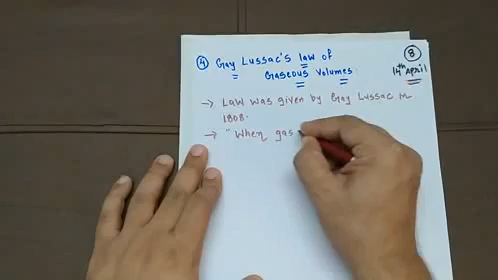 ④ Gay Lussac's law of
Gaseous Volumes
8
14th April
→ Law was given by Gay Lussac in
1808.
→ "When gas